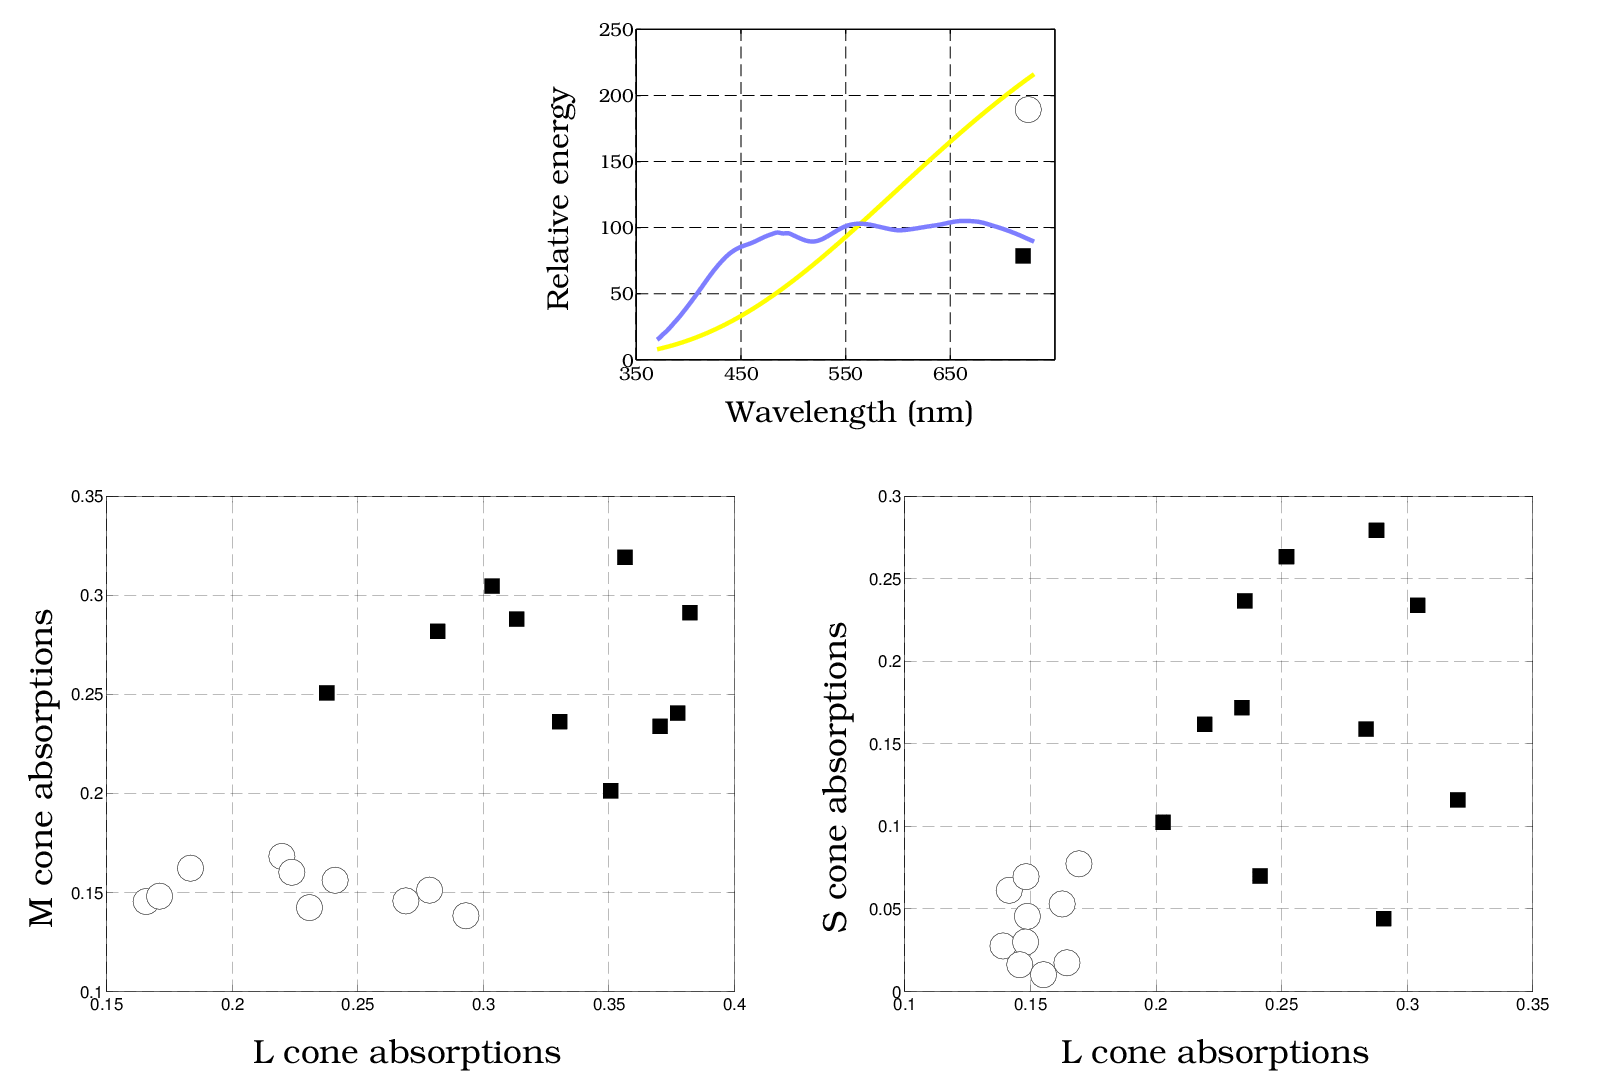 250
200
150
100
50
0
350 450 550 650
Relative energy
Wavelength (nm)
0.35
0.3
0.25
0.2
0.15
0.1
0.15 0.2 0.25 0.3 0.35 0.4
M cone absorptions
L cone absorptions
0.3
0.25
0.2
0.15
0.1
0.05
0
0.1 0.15 0.2 0.25 0.3 0.35
S cone absorptions
L cone absorptions